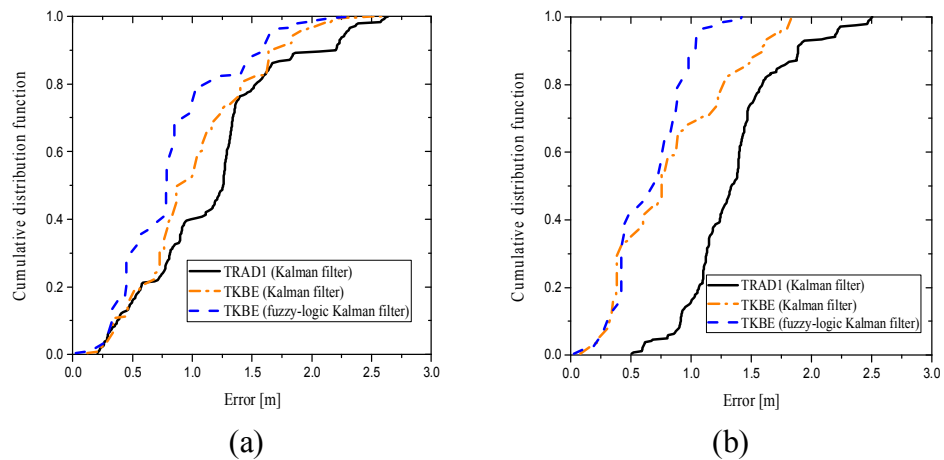 1.0
0.8
0.6
0.4
0.2
0.0
Cumulative distribution function
0.0 0.5 1.0 1.5 2.0 2.5 3.0
Error [m]
TRAD1 (Kalman filter)
TKBE (Kalman filter)
TKBE (fuzzy-logic Kalman filter)
(a)
1.0
0.8
0.6
0.4
0.2
0.0
Cumulative distribution function
0.0 0.5 1.0 1.5 2.0 2.5 3.0
Error [m]
TRAD1 (Kalman filter)
TKBE (Kalman filter)
TKBE (fuzzy-logic Kalman filter)
(b)